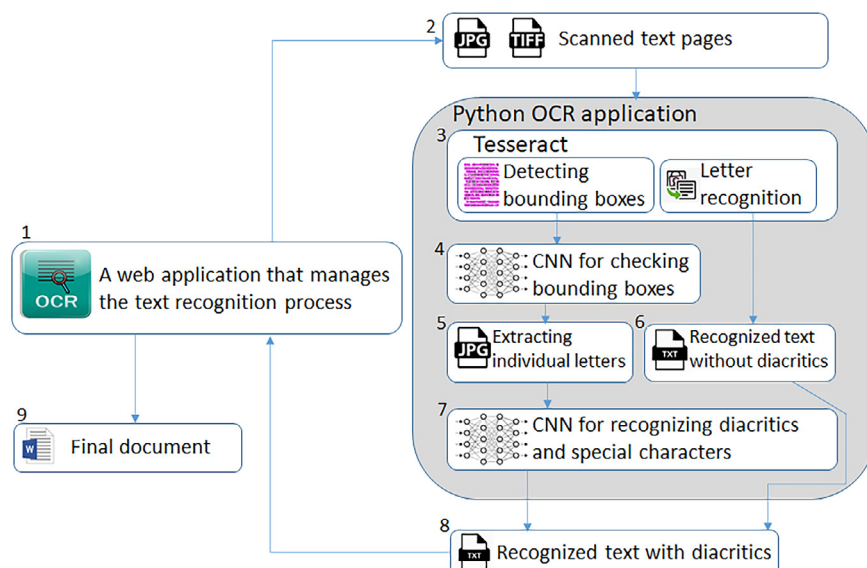 2
JPG
TIFF
Scanned text pages
Python OCR application
3
Tesseract
Detecting
bounding boxes
Letter
recognition
1
OCR
A web application that manages
the text recognition process
4
CNN for checking
bounding boxes
5
JPG
Extracting
individual letters
6
TXT
Recognized text
without diacritics
9
W
Final document
7
CNN for recognizing diacritics
and special characters
8
TXT
Recognized text with diacritics